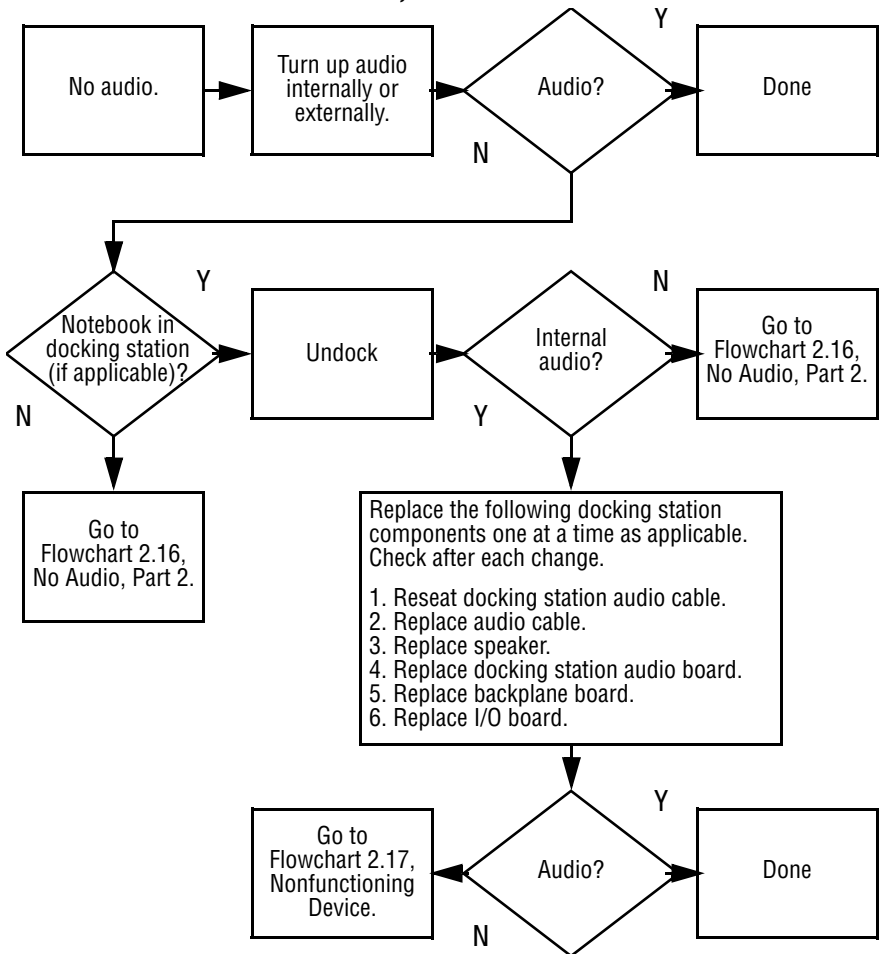 No audio.
Turn up audio
internally or
externally.
Audio?
Y
Done
N
Notebook in
docking station
(if applicable)?
Y
Undock
Internal
audio?
N
Go to
Flowchart 2.16,
No Audio, Part 2.
N
Y
Go to
Flowchart 2.16,
No Audio, Part 2.
Replace the following docking station
components one at a time as applicable.
Check after each change.
1. Reseat docking station audio cable.
2. Replace audio cable.
3. Replace speaker.
4. Replace docking station audio board.
5. Replace backplane board.
6. Replace I/O board.
Go to
Flowchart 2.17,
Nonfunctioning
Device.
Audio?
Y
Done
N